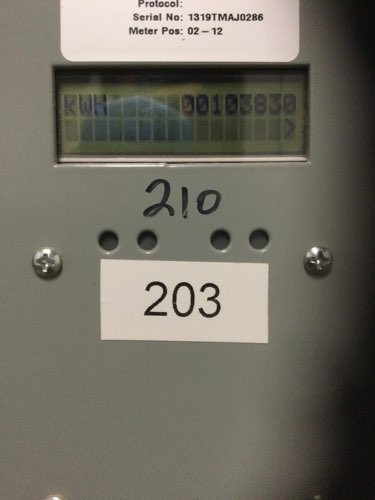 Protocol:
Serial No: 1319TMAJ0286
Meter Pos: 02-12
KWH 00103830
>
210
203